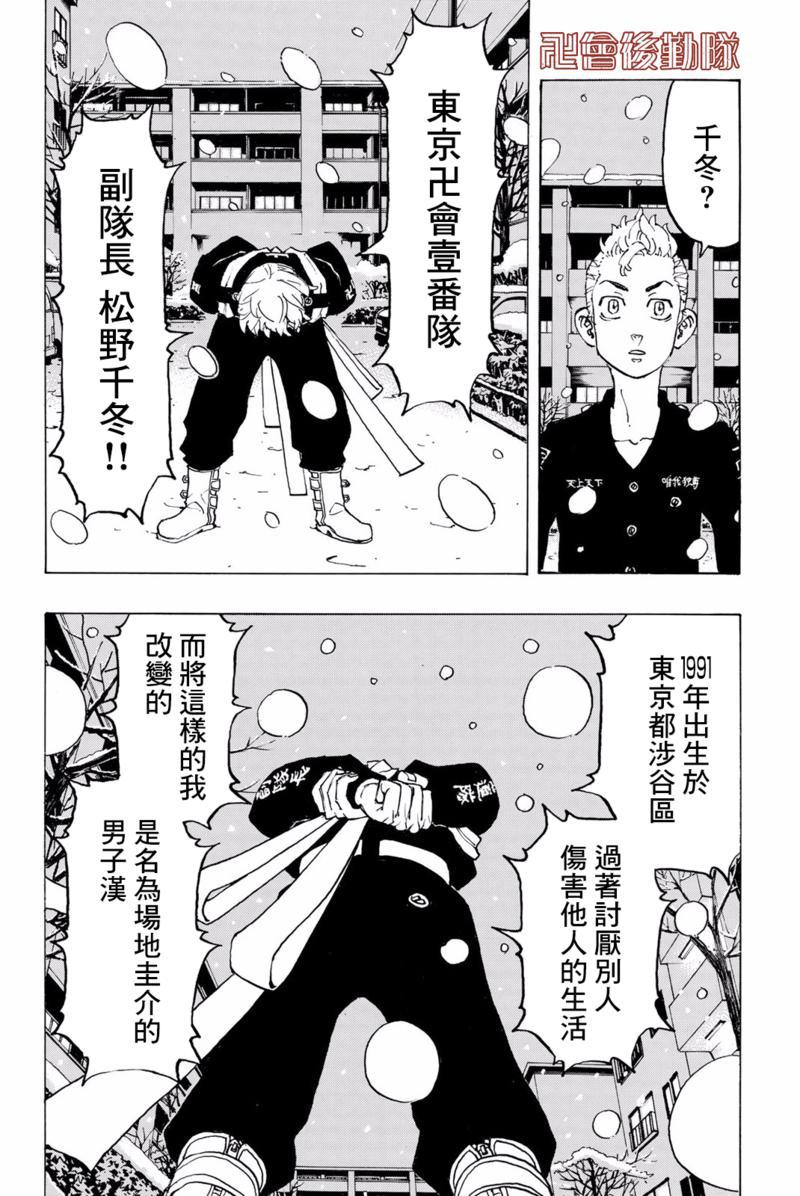 卍會後勤隊
千冬?
天上天下
唯我独尊
東京卍會壹番隊
副隊長 松野千冬!!
1991年出生於
東京都涉谷區
過著討厭別人
傷害他人的生活
而將這樣的我
改變的
是名為場地圭介的
男子漢